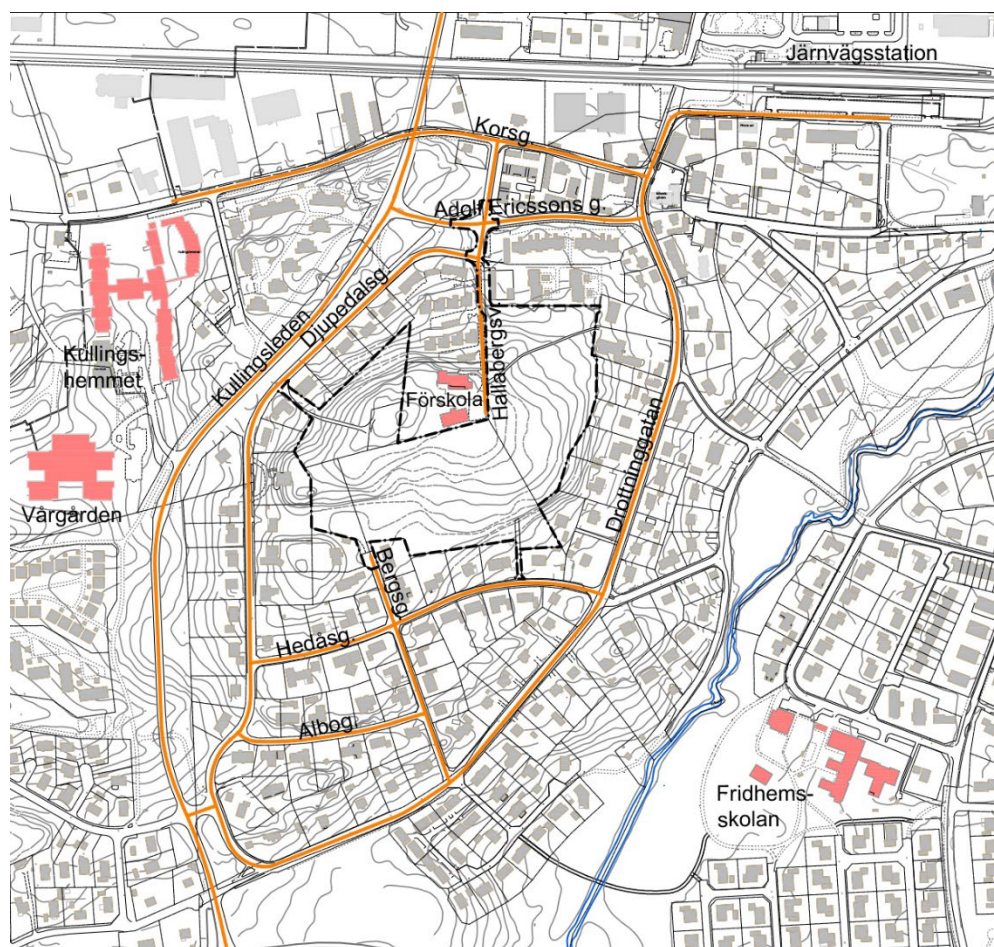 Järnvägsstation
Korsg.
Adolf Ericssons g.
Djupedalsg.
Kullingsleden
Hallabergsv.
Kullings-
hemmet
Förskola
Drottninggatan
Vårgården
Bergsg.
Hedåsg.
Albog.
Fridhems-
skolan